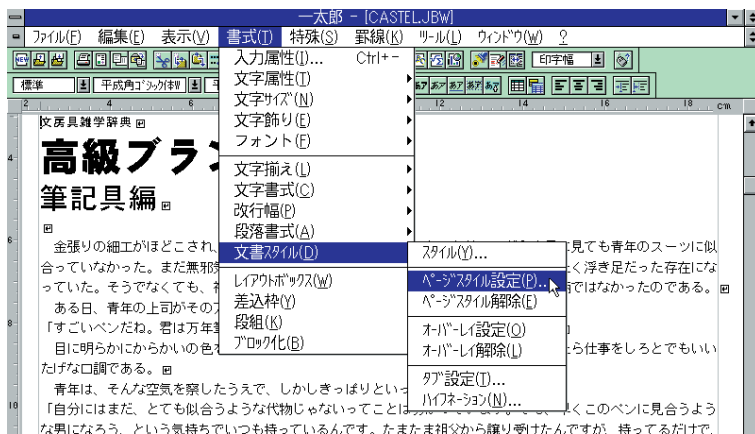 一太郎 - [CASTEL.JBW]
ファイル(F) 編集(E) 表示(V) 書式(T) 特殊(S) 罫線(K) ツール(L) ウィンドウ(W) ?
印字幅
標準 平成角ゴシック体W 平
2 4 6 12 14 16 18 cm
入力属性(I)... Ctrl+-
文字属性(T)
文字サイズ(N)
文字飾り(E)
フォント(F)
文字揃え(L)
文字書式(C)
改行幅(P)
段落書式(A)
文書スタイル(D)
レイアウトボックス(W)
差込枠(Y)
段組(K)
ブロック化(B)
スタイル(Y)...
ページスタイル設定(P)...
ページスタイル解除(E)
オーバーレイ設定(O)
オーバーレイ解除(L)
タブ設定(T)...
ハイフネーション(N)...
文房具雑学辞典
高級ブラン
4
筆記具編
6
金張りの細工がほどこされ、 見ても青年のスーツに似
合っていなかった。まだ無邪気 く浮き足だった存在にな
っていた。そうでなくても、 ではなかったのである。
ある日、青年の上司がその
8
「すごいペンだね。君は万年筆
目に明らかにからかいの色を ら仕事をしろとでもいい
たげな口調である。
青年は、そんな空気を察したうえで、しかしきっぱりといっ
10
「自分にはまだ、とても似合うような代物じゃないってことは 早くこのペンに見合うよう
な男になろう、という気持ちでいつも持っているんです。たまたま祖父から譲り受けたんですが、持ってるだけで、